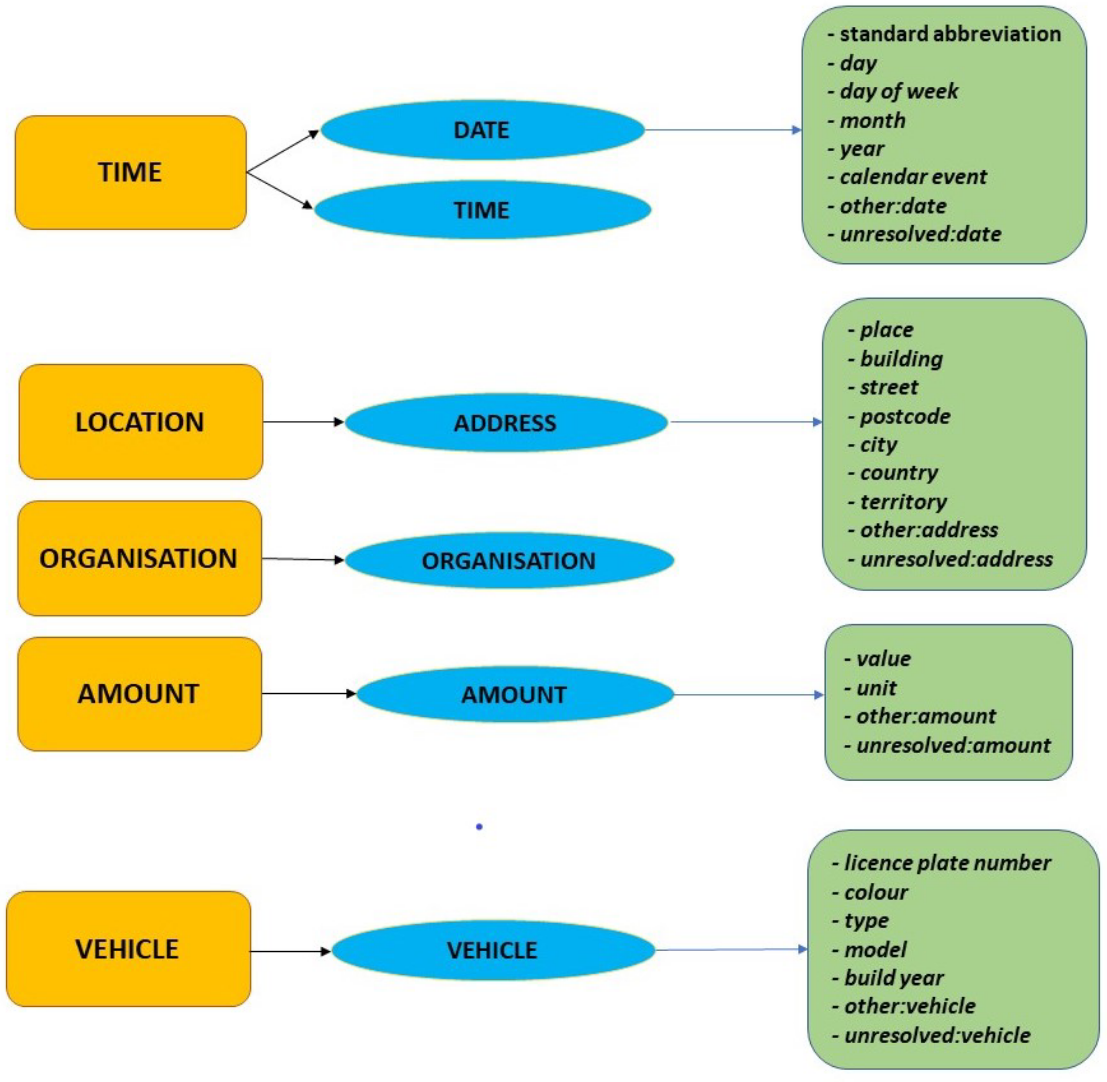 TIME
DATE
TIME
- standard abbreviation
- day
- day of week
- month
- year
- calendar event
- other:date
- unresolved:date
LOCATION
ADDRESS
- place
- building
- street
- postcode
- city
- country
- territory
- other:address
- unresolved:address
ORGANISATION
ORGANISATION
AMOUNT
AMOUNT
- value
- unit
- other:amount
- unresolved:amount
VEHICLE
VEHICLE
- licence plate number
- colour
- type
- model
- build year
- other:vehicle
- unresolved:vehicle